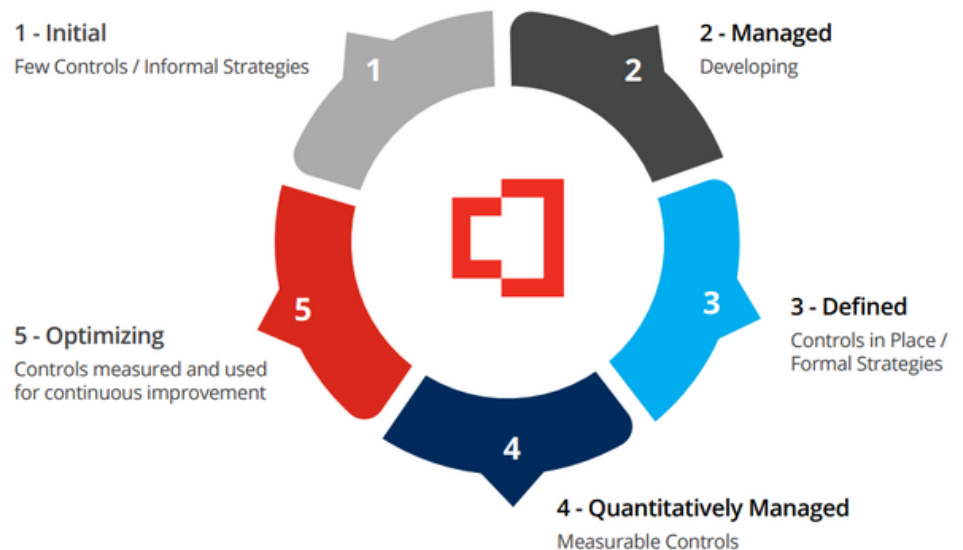 1 - Initial
Few Controls / Informal Strategies
1
2
2 - Managed
Developing
3
3 - Defined
Controls in Place /
Formal Strategies
4
4 - Quantitatively Managed
Measurable Controls
5
5 - Optimizing
Controls measured and used
for continuous improvement